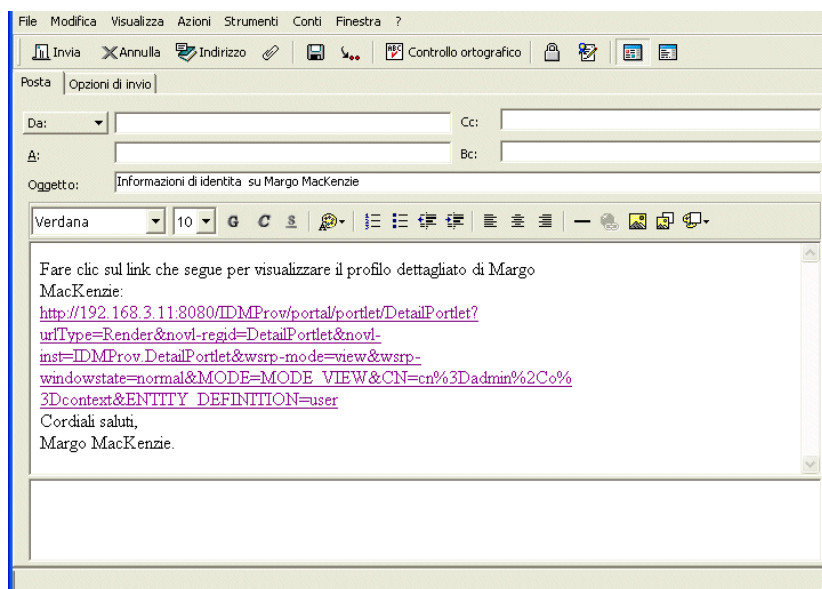 File Modifica Visualizza Azioni Strumenti Conti Finestra ?
Invia Annulla Indirizzo ABC Controllo ortografico
Posta Opzioni di invio
Da: Cc:
A: Bc:
Oggetto: Informazioni di identita su Margo MacKenzie
Verdana 10 G C S
Fare clic sul link che segue per visualizzare il profilo dettagliato di Margo
MacKenzie:
http://192.168.3.11:8080/IDMProv/portal/portlet/DetailPortlet?
urlType=Render&novl-regid=DetailPortlet&novl-
inst=IDMProv.DetailPortlet&wsrp-mode=view&wsrp-
windowstate=normal&MODE=MODE_VIEW&CN=cn%3Dadmin%2Co%
3Dcontext&ENTITY_DEFINITION=user
Cordiali saluti,
Margo MacKenzie.